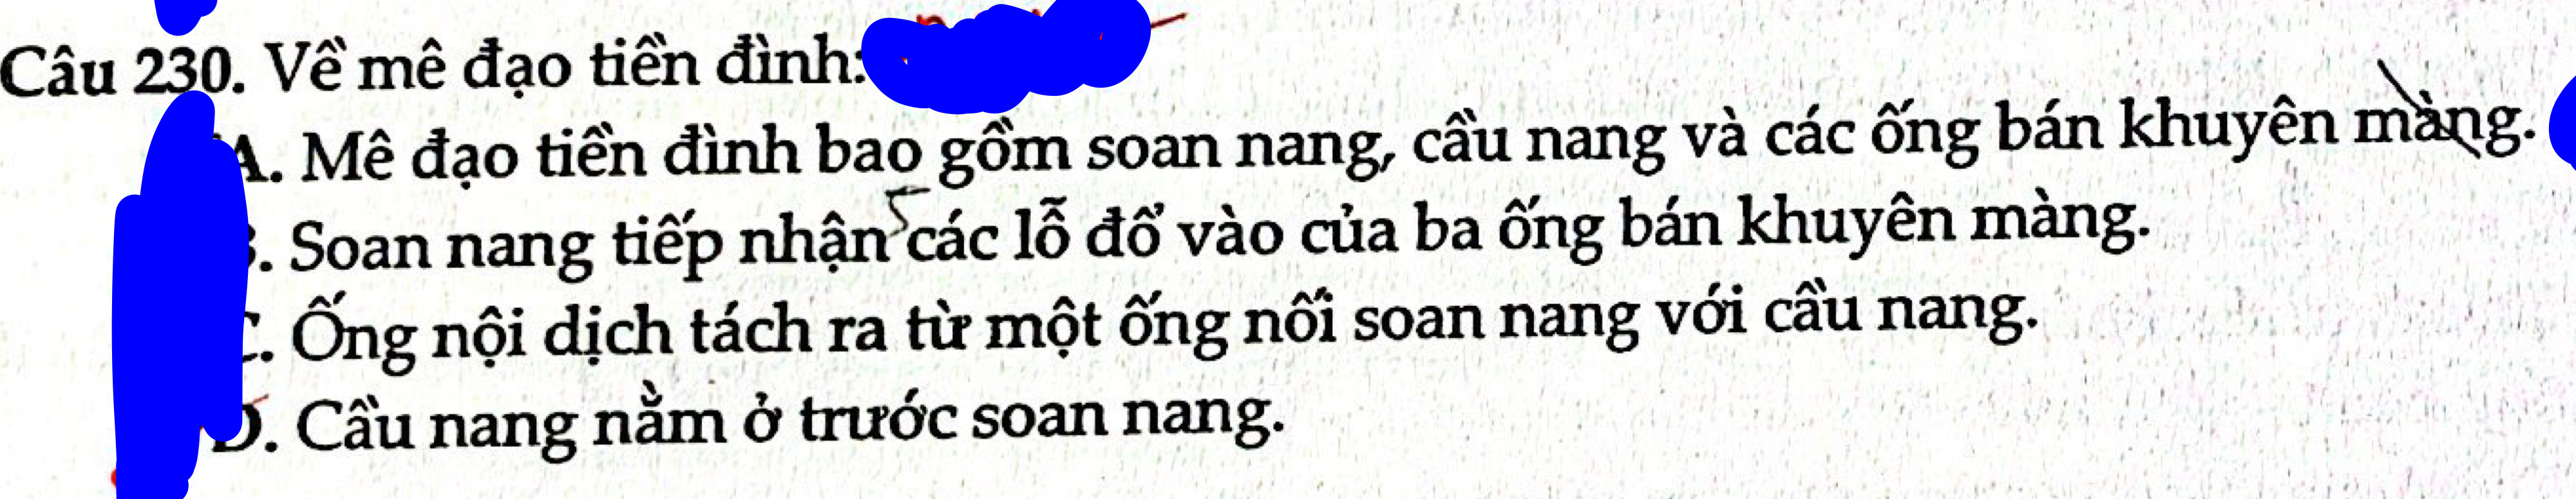 Câu 230. Về mê đạo tiền đình:
A. Mê đạo tiền đình bao gồm soan nang, cầu nang và các ống bán khuyên màng.
. Soan nang tiếp nhận các lỗ đổ vào của ba ống bán khuyên màng.
C. Ống nội dịch tách ra từ một ống nối soan nang với cầu nang.
D. Cầu nang nằm ở trước soan nang.